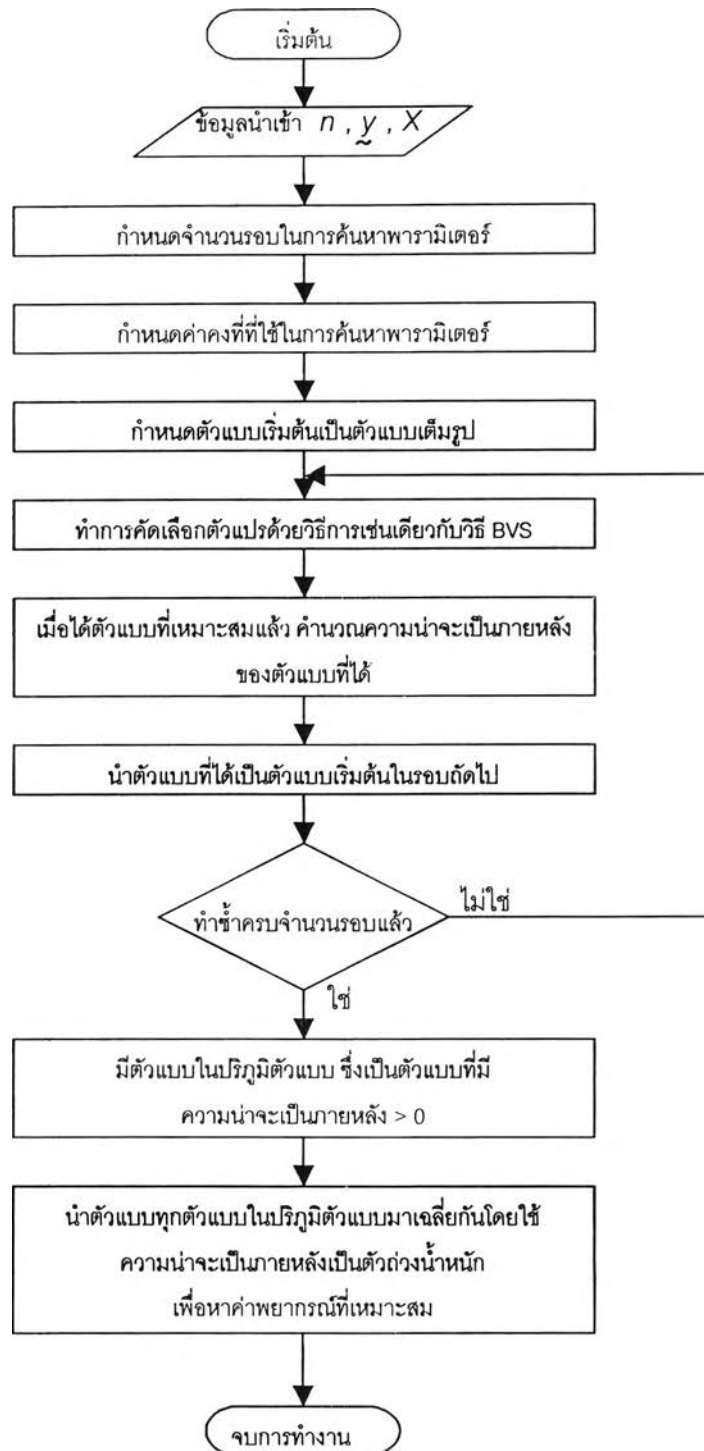 เริ่มต้น
ข้อมูลนำเข้า n , y̰ , X
กำหนดจำนวนรอบในการค้นหาพารามิเตอร์
กำหนดค่าคงที่ที่ใช้ในการค้นหาพารามิเตอร์
กำหนดตัวแบบเริ่มต้นเป็นตัวแบบเต็มรูป
ทำการคัดเลือกตัวแปรด้วยวิธีการเช่นเดียวกับวิธี BVS
เมื่อได้ตัวแบบที่เหมาะสมแล้ว คำนวณความน่าจะเป็นภายหลัง
ของตัวแบบที่ได้
นำตัวแบบที่ได้เป็นตัวแบบเริ่มต้นในรอบถัดไป
ไม่ใช่
ทำซ้ำครบจำนวนรอบแล้ว
ใช่
มีตัวแบบในปริภูมิตัวแบบ ซึ่งเป็นตัวแบบที่มี
ความน่าจะเป็นภายหลัง > 0
นำตัวแบบทุกตัวแบบในปริภูมิตัวแบบมาเฉลี่ยกันโดยใช้
ความน่าจะเป็นภายหลังเป็นตัวถ่วงน้ำหนัก
เพื่อหาค่าพยากรณ์ที่เหมาะสม
จบการทำงาน